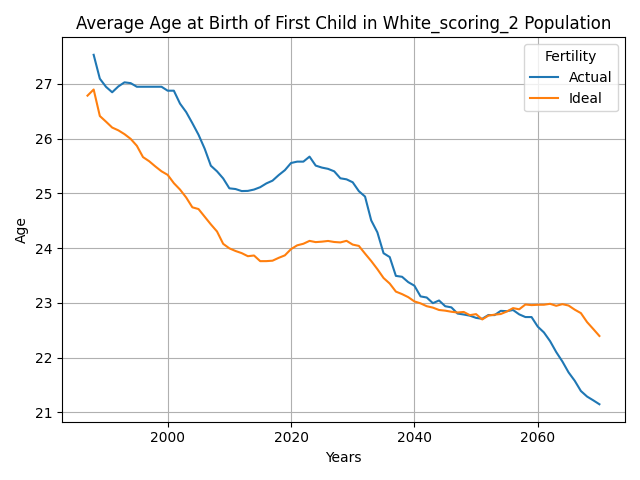 Average Age at Birth of First Child in White_scoring_2 Population
Fertility
Actual
Ideal
Age
27
26
25
24
23
22
21
2000
2020
2040
2060
Years